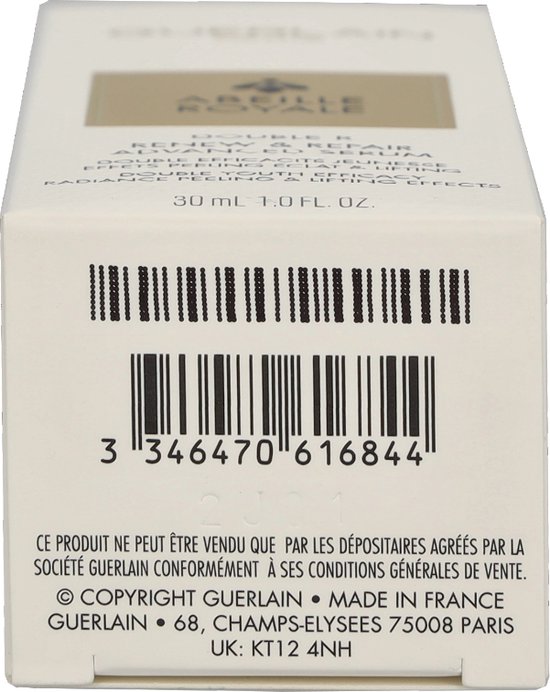 GUERLAIN
ABEILLE
ROYALE
DOUBLE R
RENEW & REPAIR
ADVANCED SERUM
DOUBLE EFFICACITÉ JEUNESSE
EFFETS PEELING ÉCLAT & LIFTING
DOUBLE YOUTH EFFICACY
RADIANCE PEELING & LIFTING EFFECTS
30 mL 1.0 FL. OZ.
3 346470 616844
CE PRODUIT NE PEUT ÊTRE VENDU QUE PAR LES DÉPOSITAIRES AGRÉÉS PAR LA
SOCIÉTÉ GUERLAIN CONFORMÉMENT À SES CONDITIONS GÉNÉRALES DE VENTE.
© COPYRIGHT GUERLAIN • MADE IN FRANCE
GUERLAIN • 68, CHAMPS-ELYSEES 75008 PARIS
UK: KT12 4NH